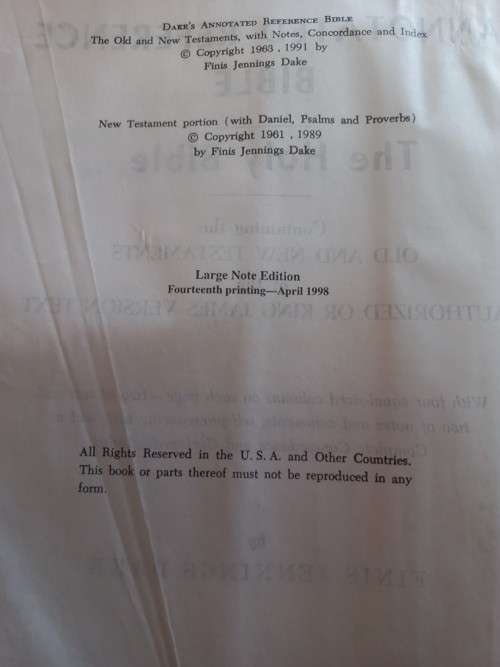 Dake's Annotated Reference Bible
The Old and New Testaments, with Notes, Concordance and Index
© Copyright 1963 , 1991 by
Finis Jennings Dake
New Testament portion (with Daniel, Psalms and Proverbs)
© Copyright 1961 , 1989
by Finis Jennings Dake
Large Note Edition
Fourteenth printing—April 1998
All Rights Reserved in the U. S. A. and Other Countries.
This book or parts thereof must not be reproduced in any
form.